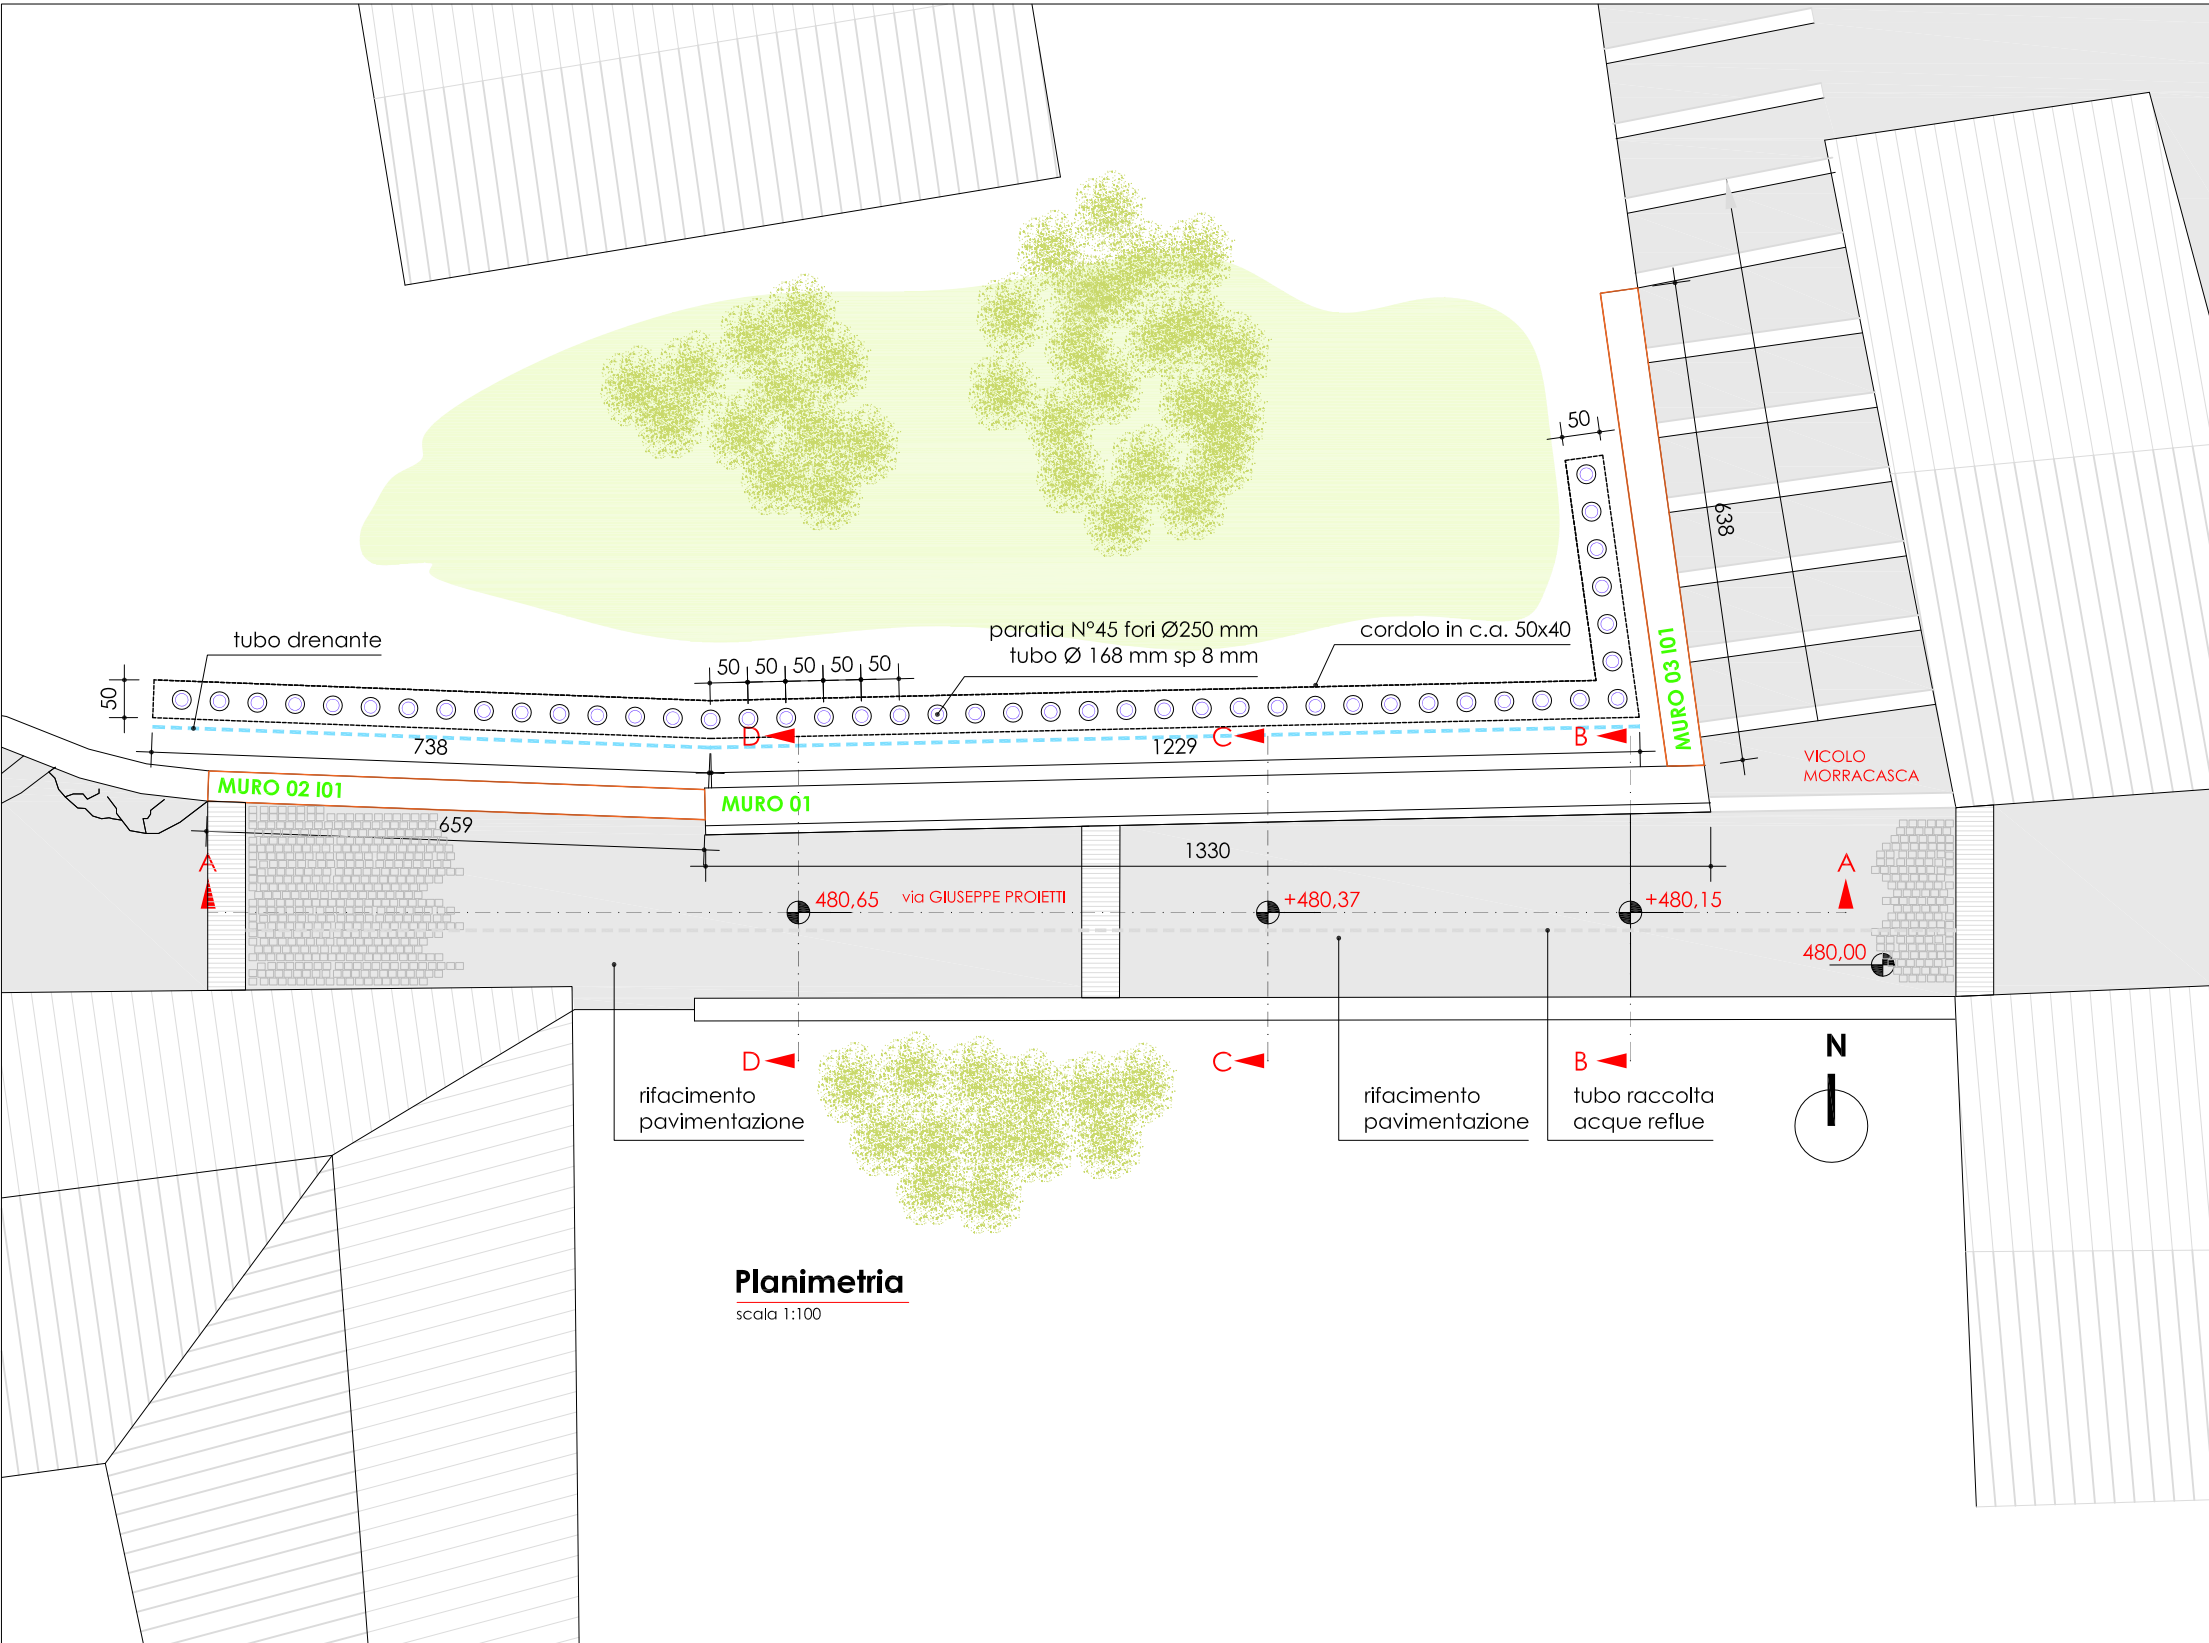 50
638
tubo drenante
paratia N°45 fori Ø250 mm
tubo Ø 168 mm sp 8 mm
cordolo in c.a. 50x40
50
50 50 50 50 50
MURO 03 I01
738
D
C
1229
B
VICOLO
MORRACASCA
MURO 02 I01
MURO 01
659
1330
A
A
480,65
via GIUSEPPE PROIETTI
+480,37
+480,15
480,00
D
C
B
N
rifacimento
pavimentazione
rifacimento
pavimentazione
tubo raccolta
acque reflue
Planimetria
scala 1:100